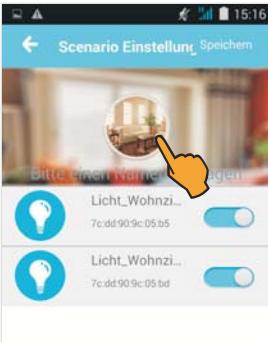 15:16
Scenario Einstellung Speichern
Bitte einen Namen
Licht_Wohnzi...
7c:dd:90:9c:05:b5
Licht_Wohnzi...
7c:dd:90:9c:05:bd